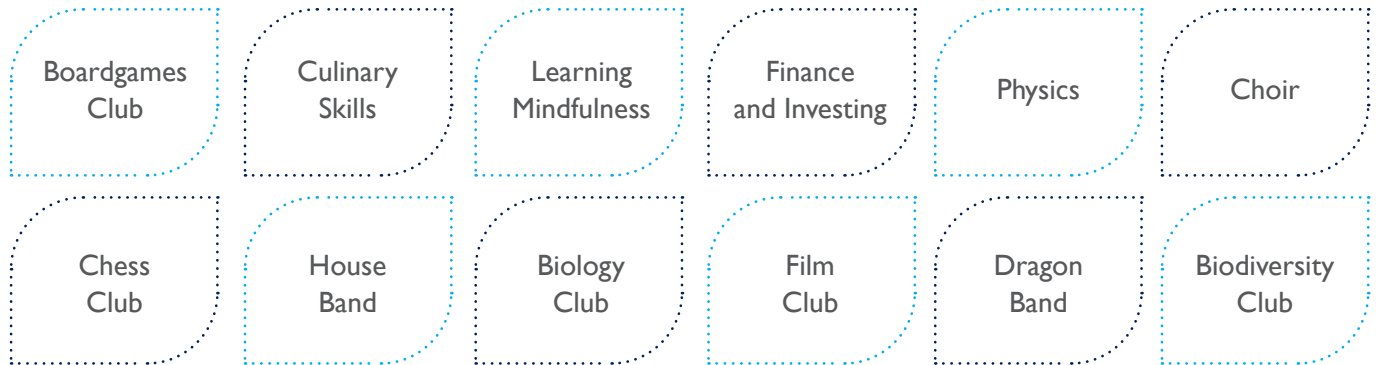 Boardgames
Club
Culinary
Skills
Learning
Mindfulness
Finance
and Investing
Physics
Choir
Chess
Club
House
Band
Biology
Club
Film
Club
Dragon
Band
Biodiversity
Club